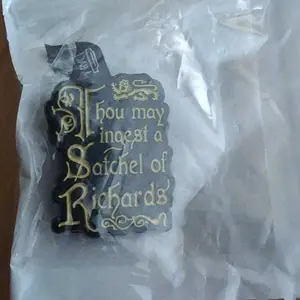 Thou may
ingest a
Satchel of
Richards